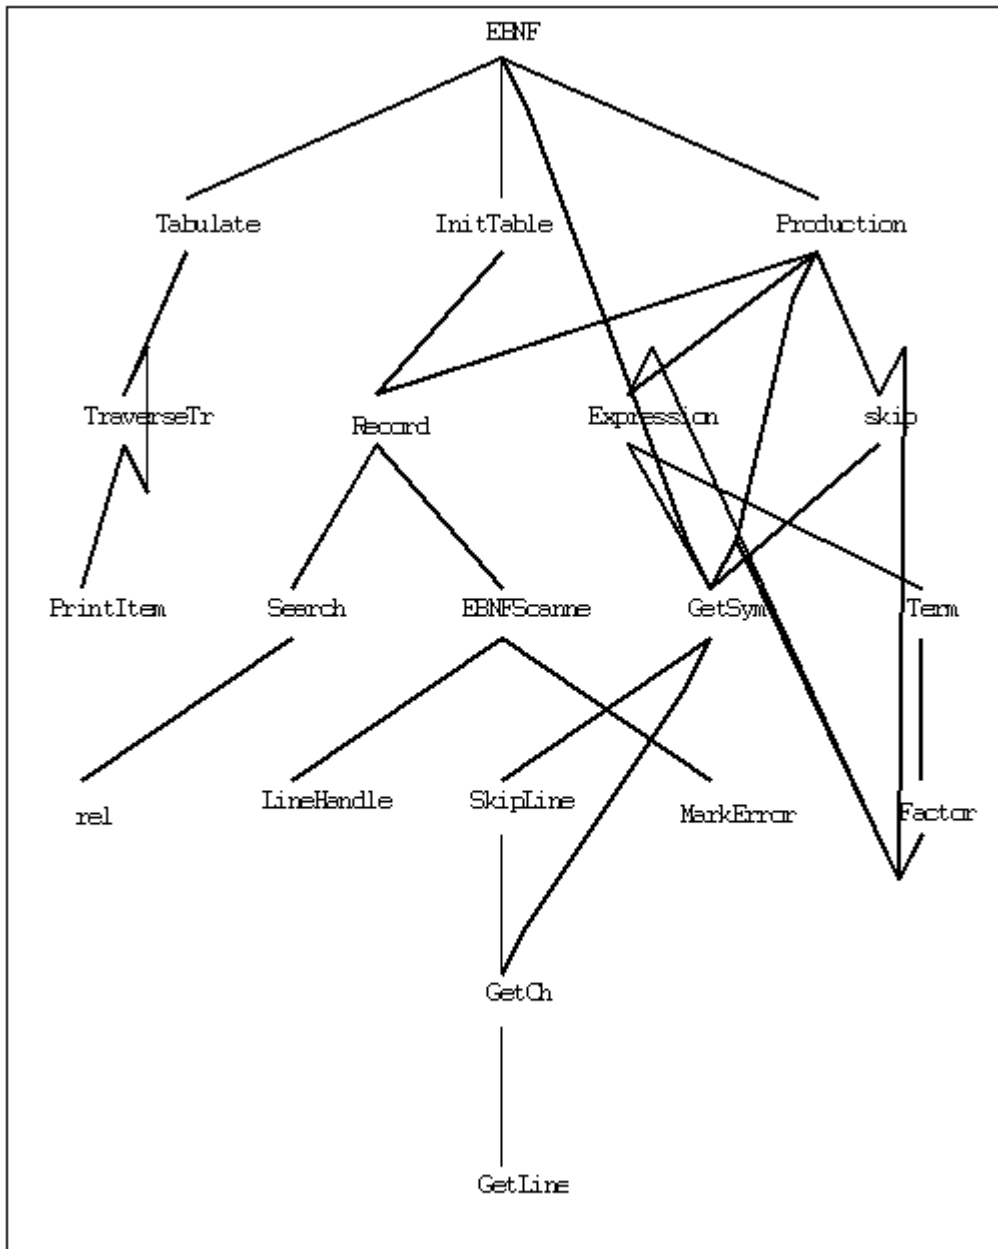 EBNF
Tabulate InitTable Production
TraverseTr Record Expression skip
PrintItem Search EBNFScanne GetSym Term
rel LineHandle SkipLine MarkError Factor
GetCh
GetLine